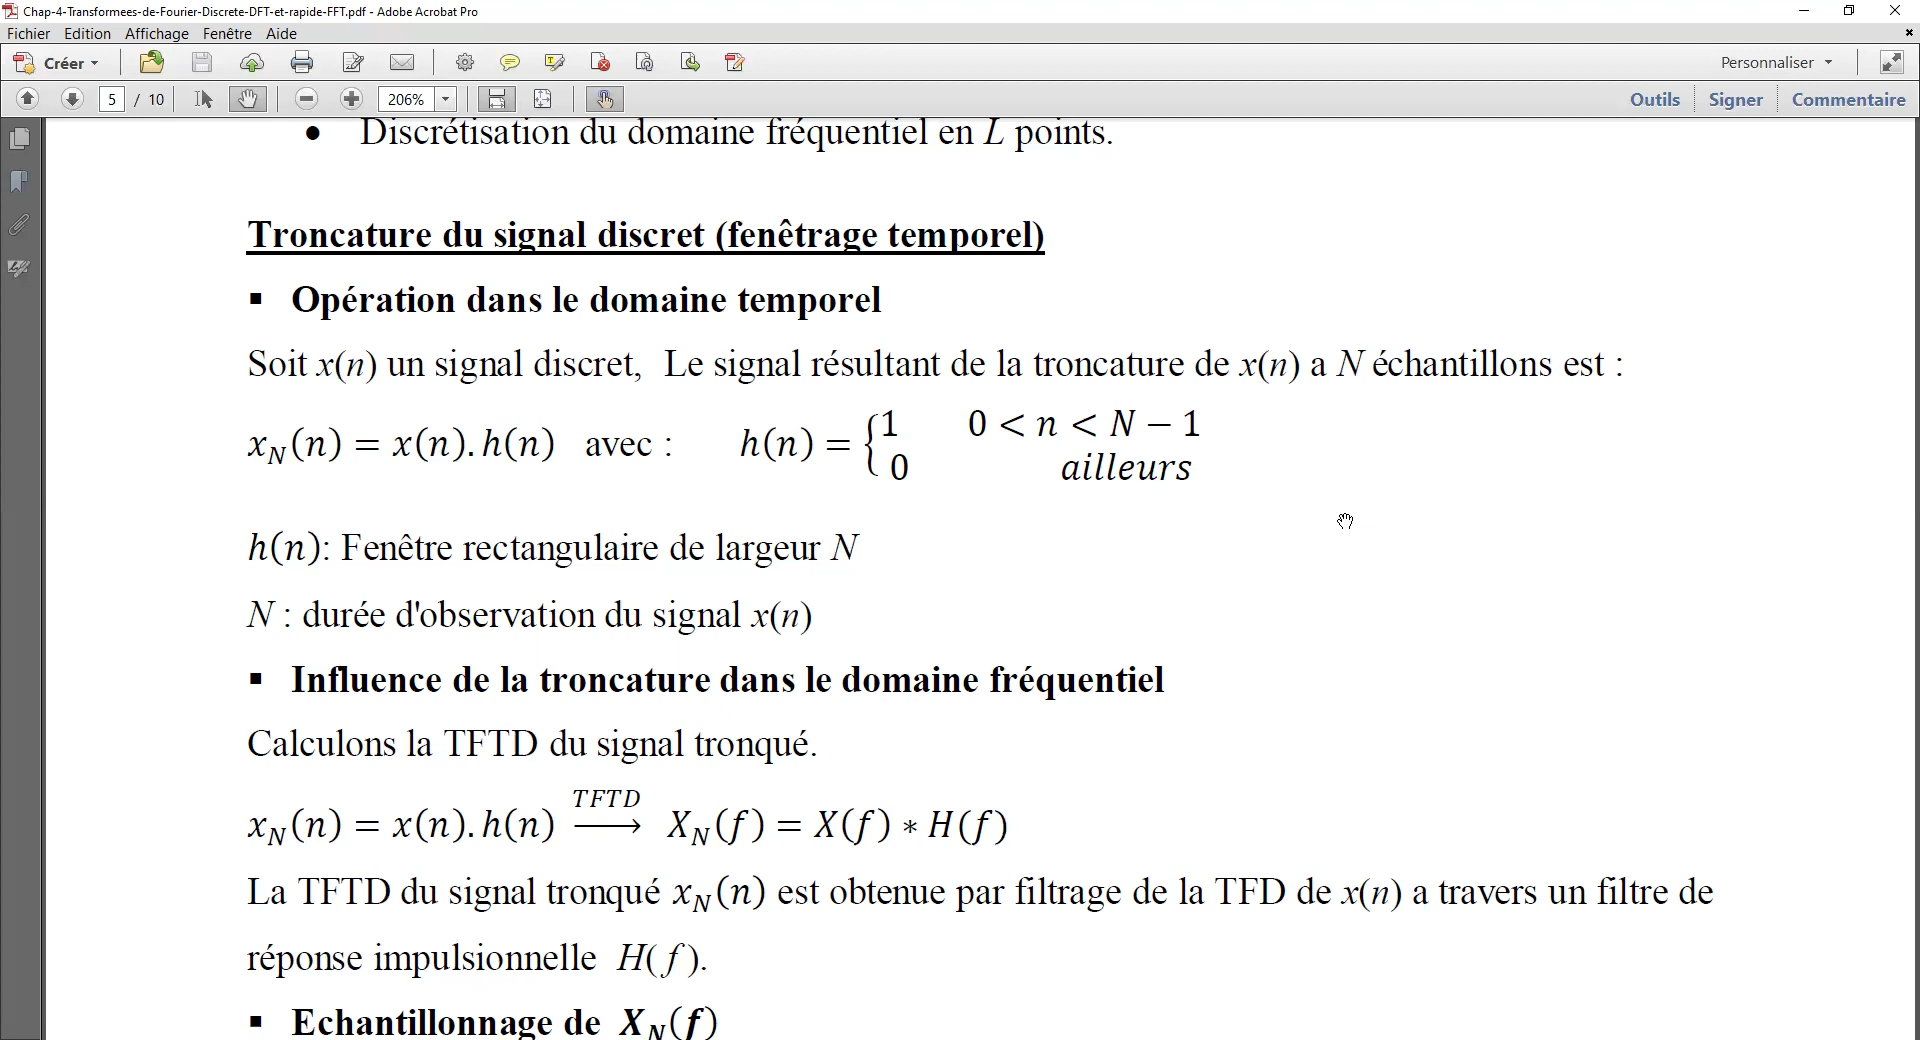 Chap-4-Transformees-de-Fourier-Discrete-DFT-et-rapide-FFT.pdf - Adobe Acrobat Pro
Fichier Edition Affichage Fenêtre Aide
Créer Personnaliser
5 / 10 206% Outils Signer Commentaire
• Discrétisation du domaine fréquentiel en L points.
Troncature du signal discret (fenêtrage temporel)
▪ Opération dans le domaine temporel
Soit x(n) un signal discret, Le signal résultant de la troncature de x(n) a N échantillons est :
x_N(n) = x(n). h(n) avec : h(n) = {1 0 < n < N − 1
0 ailleurs
h(n): Fenêtre rectangulaire de largeur N
N : durée d'observation du signal x(n)
▪ Influence de la troncature dans le domaine fréquentiel
Calculons la TFTD du signal tronqué.
x_N(n) = x(n). h(n) TFTD→ X_N(f) = X(f) ∗ H(f)
La TFTD du signal tronqué x_N(n) est obtenue par filtrage de la TFD de x(n) a travers un filtre de
réponse impulsionnelle H( f ).
▪ Echantillonnage de X_N(f)